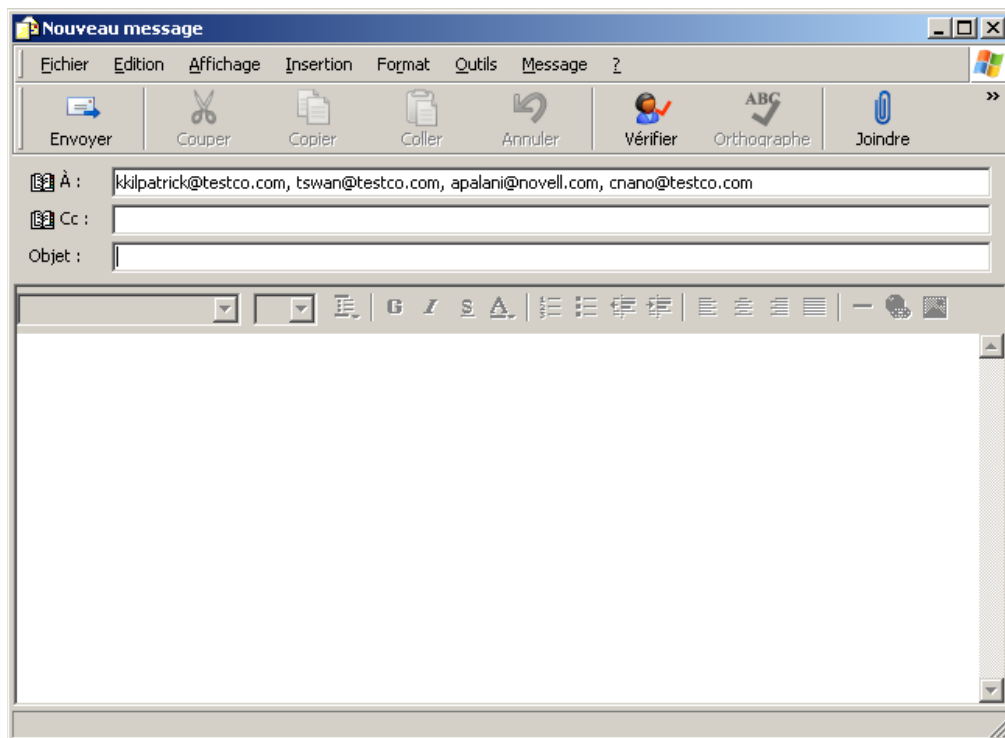 Nouveau message
Fichier Edition Affichage Insertion Format Outils Message ?
ABC
Envoyer Couper Copier Coller Annuler Vérifier Orthographe Joindre »
À : kkilpatrick@testco.com, tswan@testco.com, apalani@novell.com, cnano@testco.com
Cc :
Objet :
G I S A